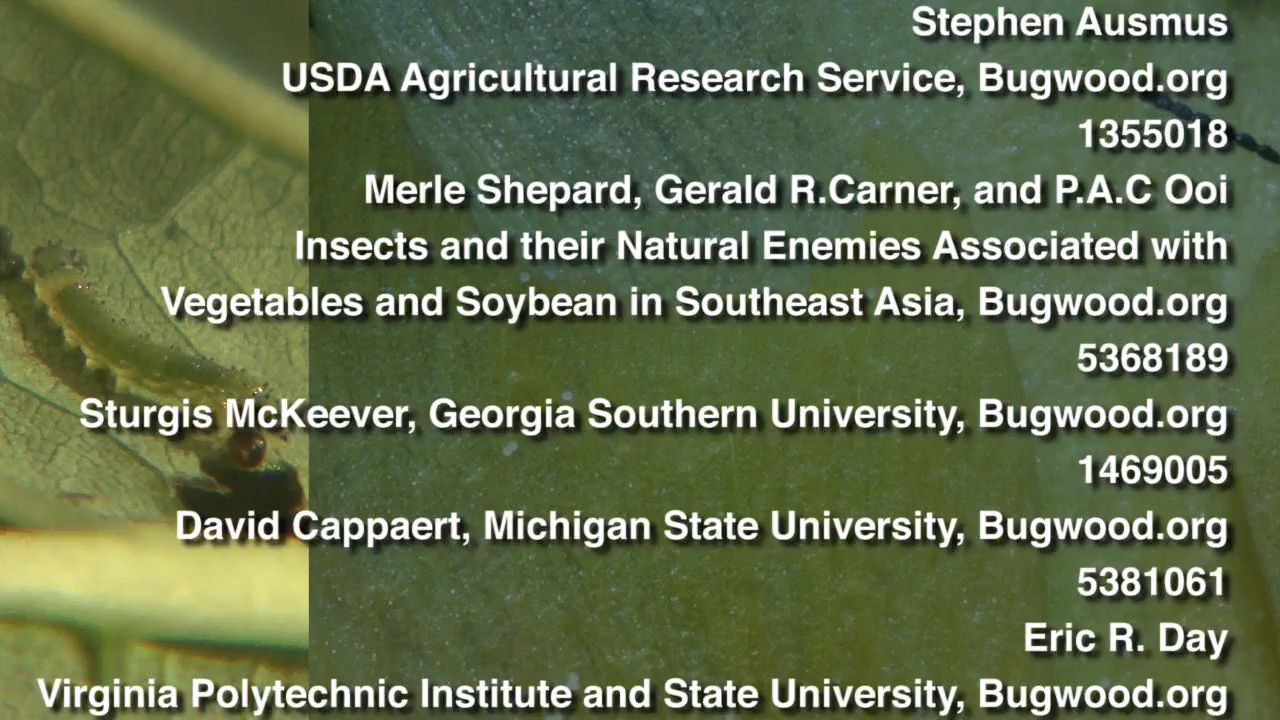 Stephen Ausmus
USDA Agricultural Research Service, Bugwood.org
1355018
Merle Shepard, Gerald R.Carner, and P.A.C Ooi
Insects and their Natural Enemies Associated with
Vegetables and Soybean in Southeast Asia, Bugwood.org
5368189
Sturgis McKeever, Georgia Southern University, Bugwood.org
1469005
David Cappaert, Michigan State University, Bugwood.org
5381061
Eric R. Day
Virginia Polytechnic Institute and State University, Bugwood.org